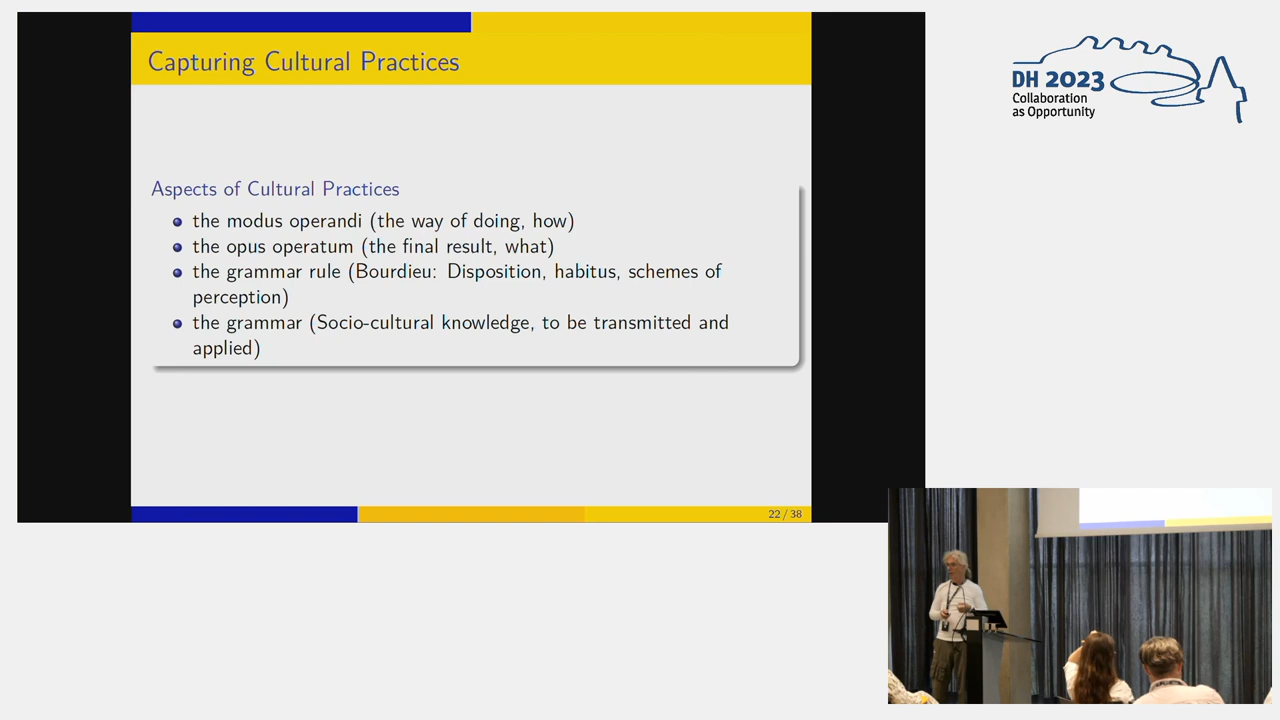 Capturing Cultural Practices
Aspects of Cultural Practices
the modus operandi (the way of doing, how)
the opus operatum (the final result, what)
the grammar rule (Bourdieu: Disposition, habitus, schemes of
perception)
the grammar (Socio-cultural knowledge, to be transmitted and
applied)
22 / 38
DH 2023
Collaboration
as Opportunity